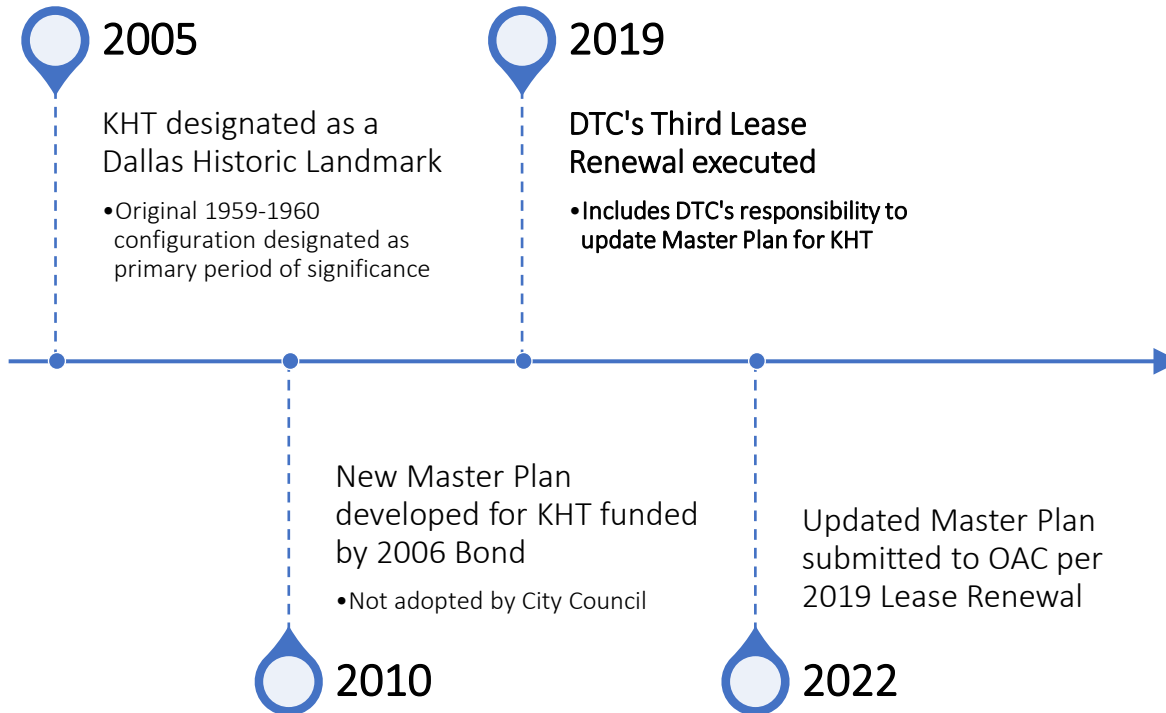 2005
KHT designated as a
Dallas Historic Landmark
•Original 1959-1960
configuration designated as
primary period of significance
2019
DTC's Third Lease
Renewal executed
•Includes DTC's responsibility to
update Master Plan for KHT
New Master Plan
developed for KHT funded
by 2006 Bond
•Not adopted by City Council
2010
Updated Master Plan
submitted to OAC per
2019 Lease Renewal
2022